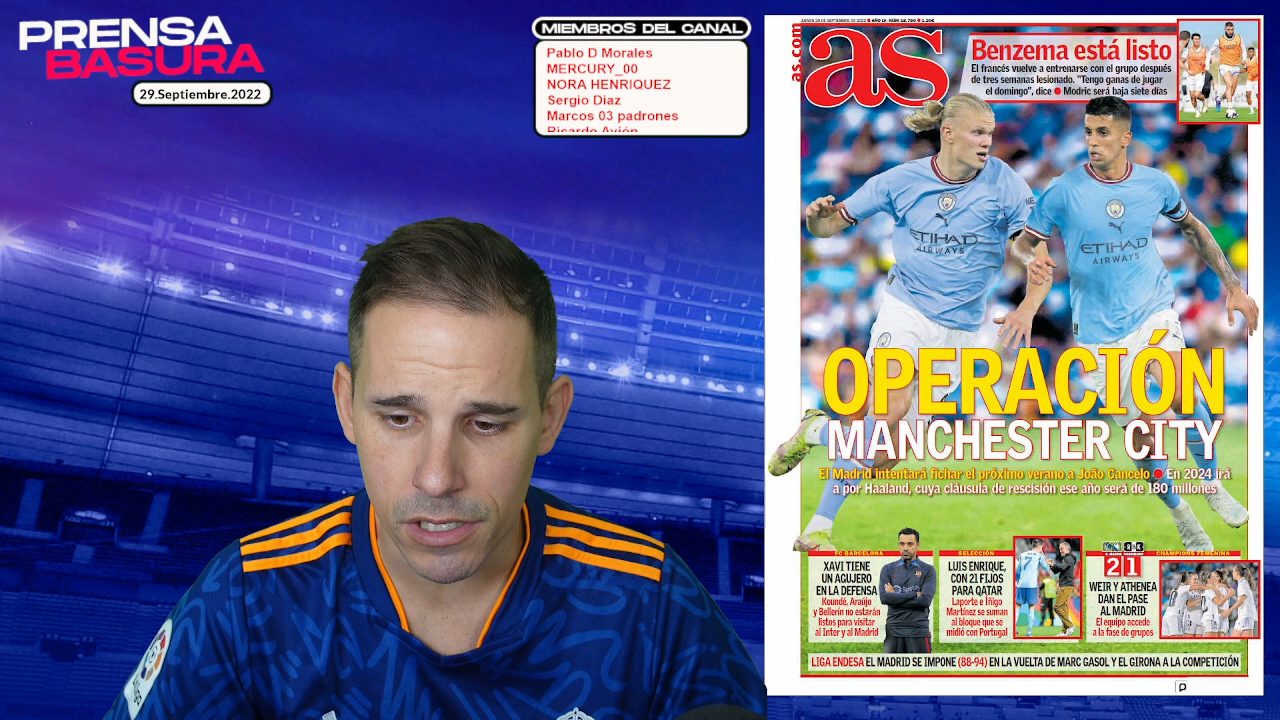 PRENSA
BASURA
29.Septiembre.2022
MIEMBROS DEL CANAL
Pablo D Morales
MERCURY_00
NORA HENRIQUEZ
Sergio Diaz
Marcos 03 padrones
Ricardo Avión
as.com
as
Benzema está listo
El francés vuelve a entrenarse con el grupo después
de tres semanas lesionado. "Tengo ganas de jugar
el domingo", dice ● Modric será baja siete días
ETIHAD
AIRWAYS
ETIHAD
AIRWAYS
OPERACIÓN
MANCHESTER CITY
El Madrid intentará fichar el próximo verano a João Cancelo ● En 2024 irá
a por Haaland, cuya cláusula de rescisión ese año será de 180 millones
FC BARCELONA
XAVI TIENE
UN AGUJERO
EN LA DEFENSA
Koundé, Araújo
y Bellerín no estarán
listos para visitar
al Inter y al Madrid
SELECCIÓN
LUIS ENRIQUE,
CON 21 FIJOS
PARA QATAR
Laporte e Íñigo
Martínez se suman
al bloque que se
midió con Portugal
CHAMPIONS FEMENINA
2 1
WEIR Y ATHENEA
DAN EL PASE
AL MADRID
El equipo accede
a la fase de grupos
LIGA ENDESA EL MADRID SE IMPONE (88-94) EN LA VUELTA DE MARC GASOL Y EL GIRONA A LA COMPETICIÓN